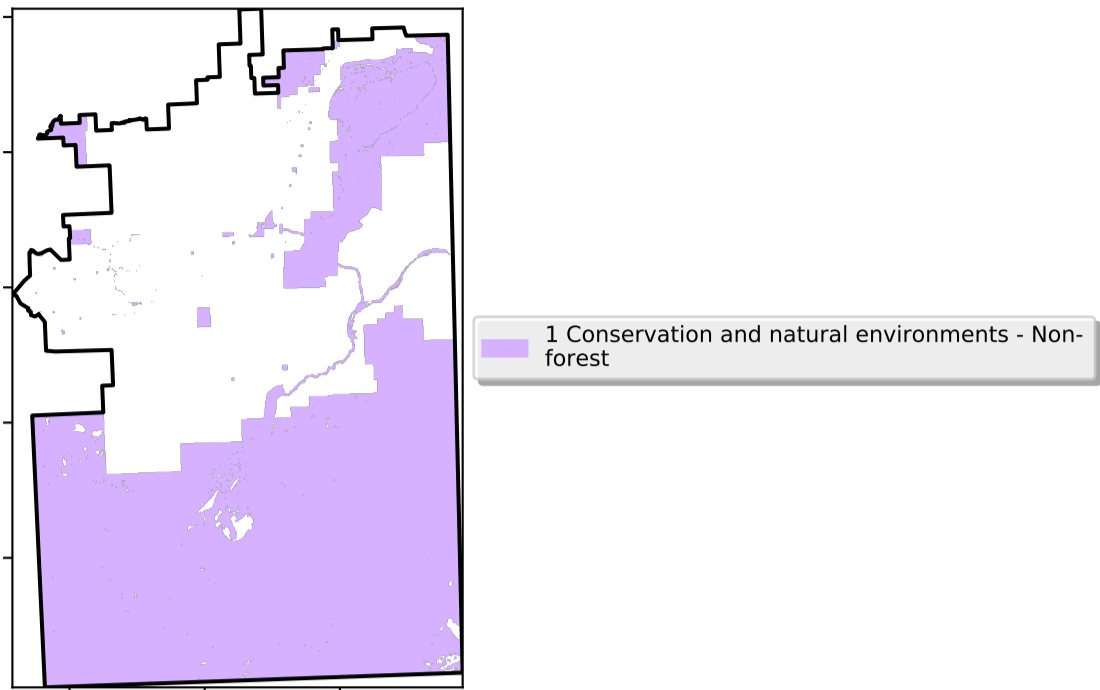 1 Conservation and natural environments - Non-
forest